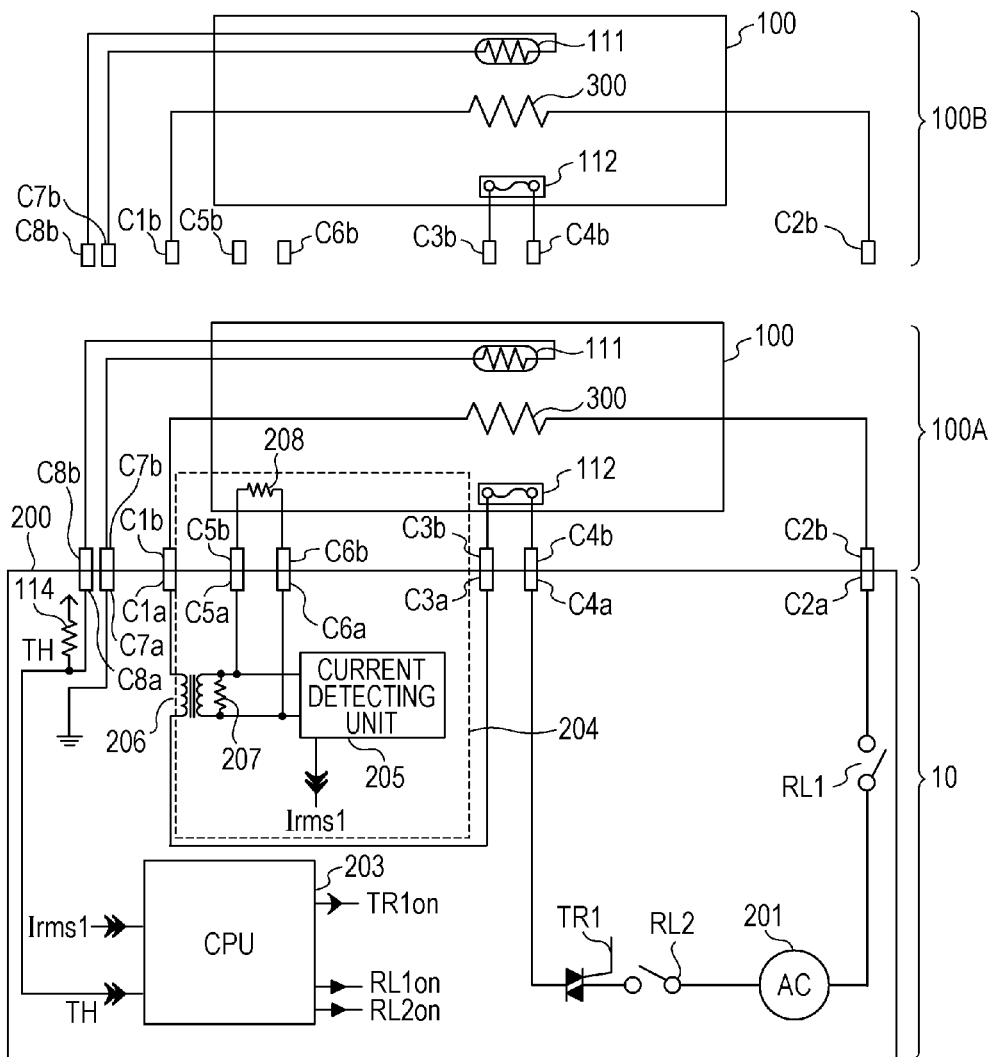 100
111
300
100B
112
C7b
C8b
C1b
C5b
C6b
C3b
C4b
C2b
100
111
300
100A
208
112
C8b
C7b
C1b
C5b
C6b
C3b
C4b
C2b
200
114
TH
C8a
C7a
C1a
C5a
C6a
C3a
C4a
C2a
CURRENT
DETECTING
UNIT
206
207
205
204
Irms1
RL1
10
203
CPU
Irms1
TH
TR1on
RL1on
RL2on
TR1
RL2
201
AC